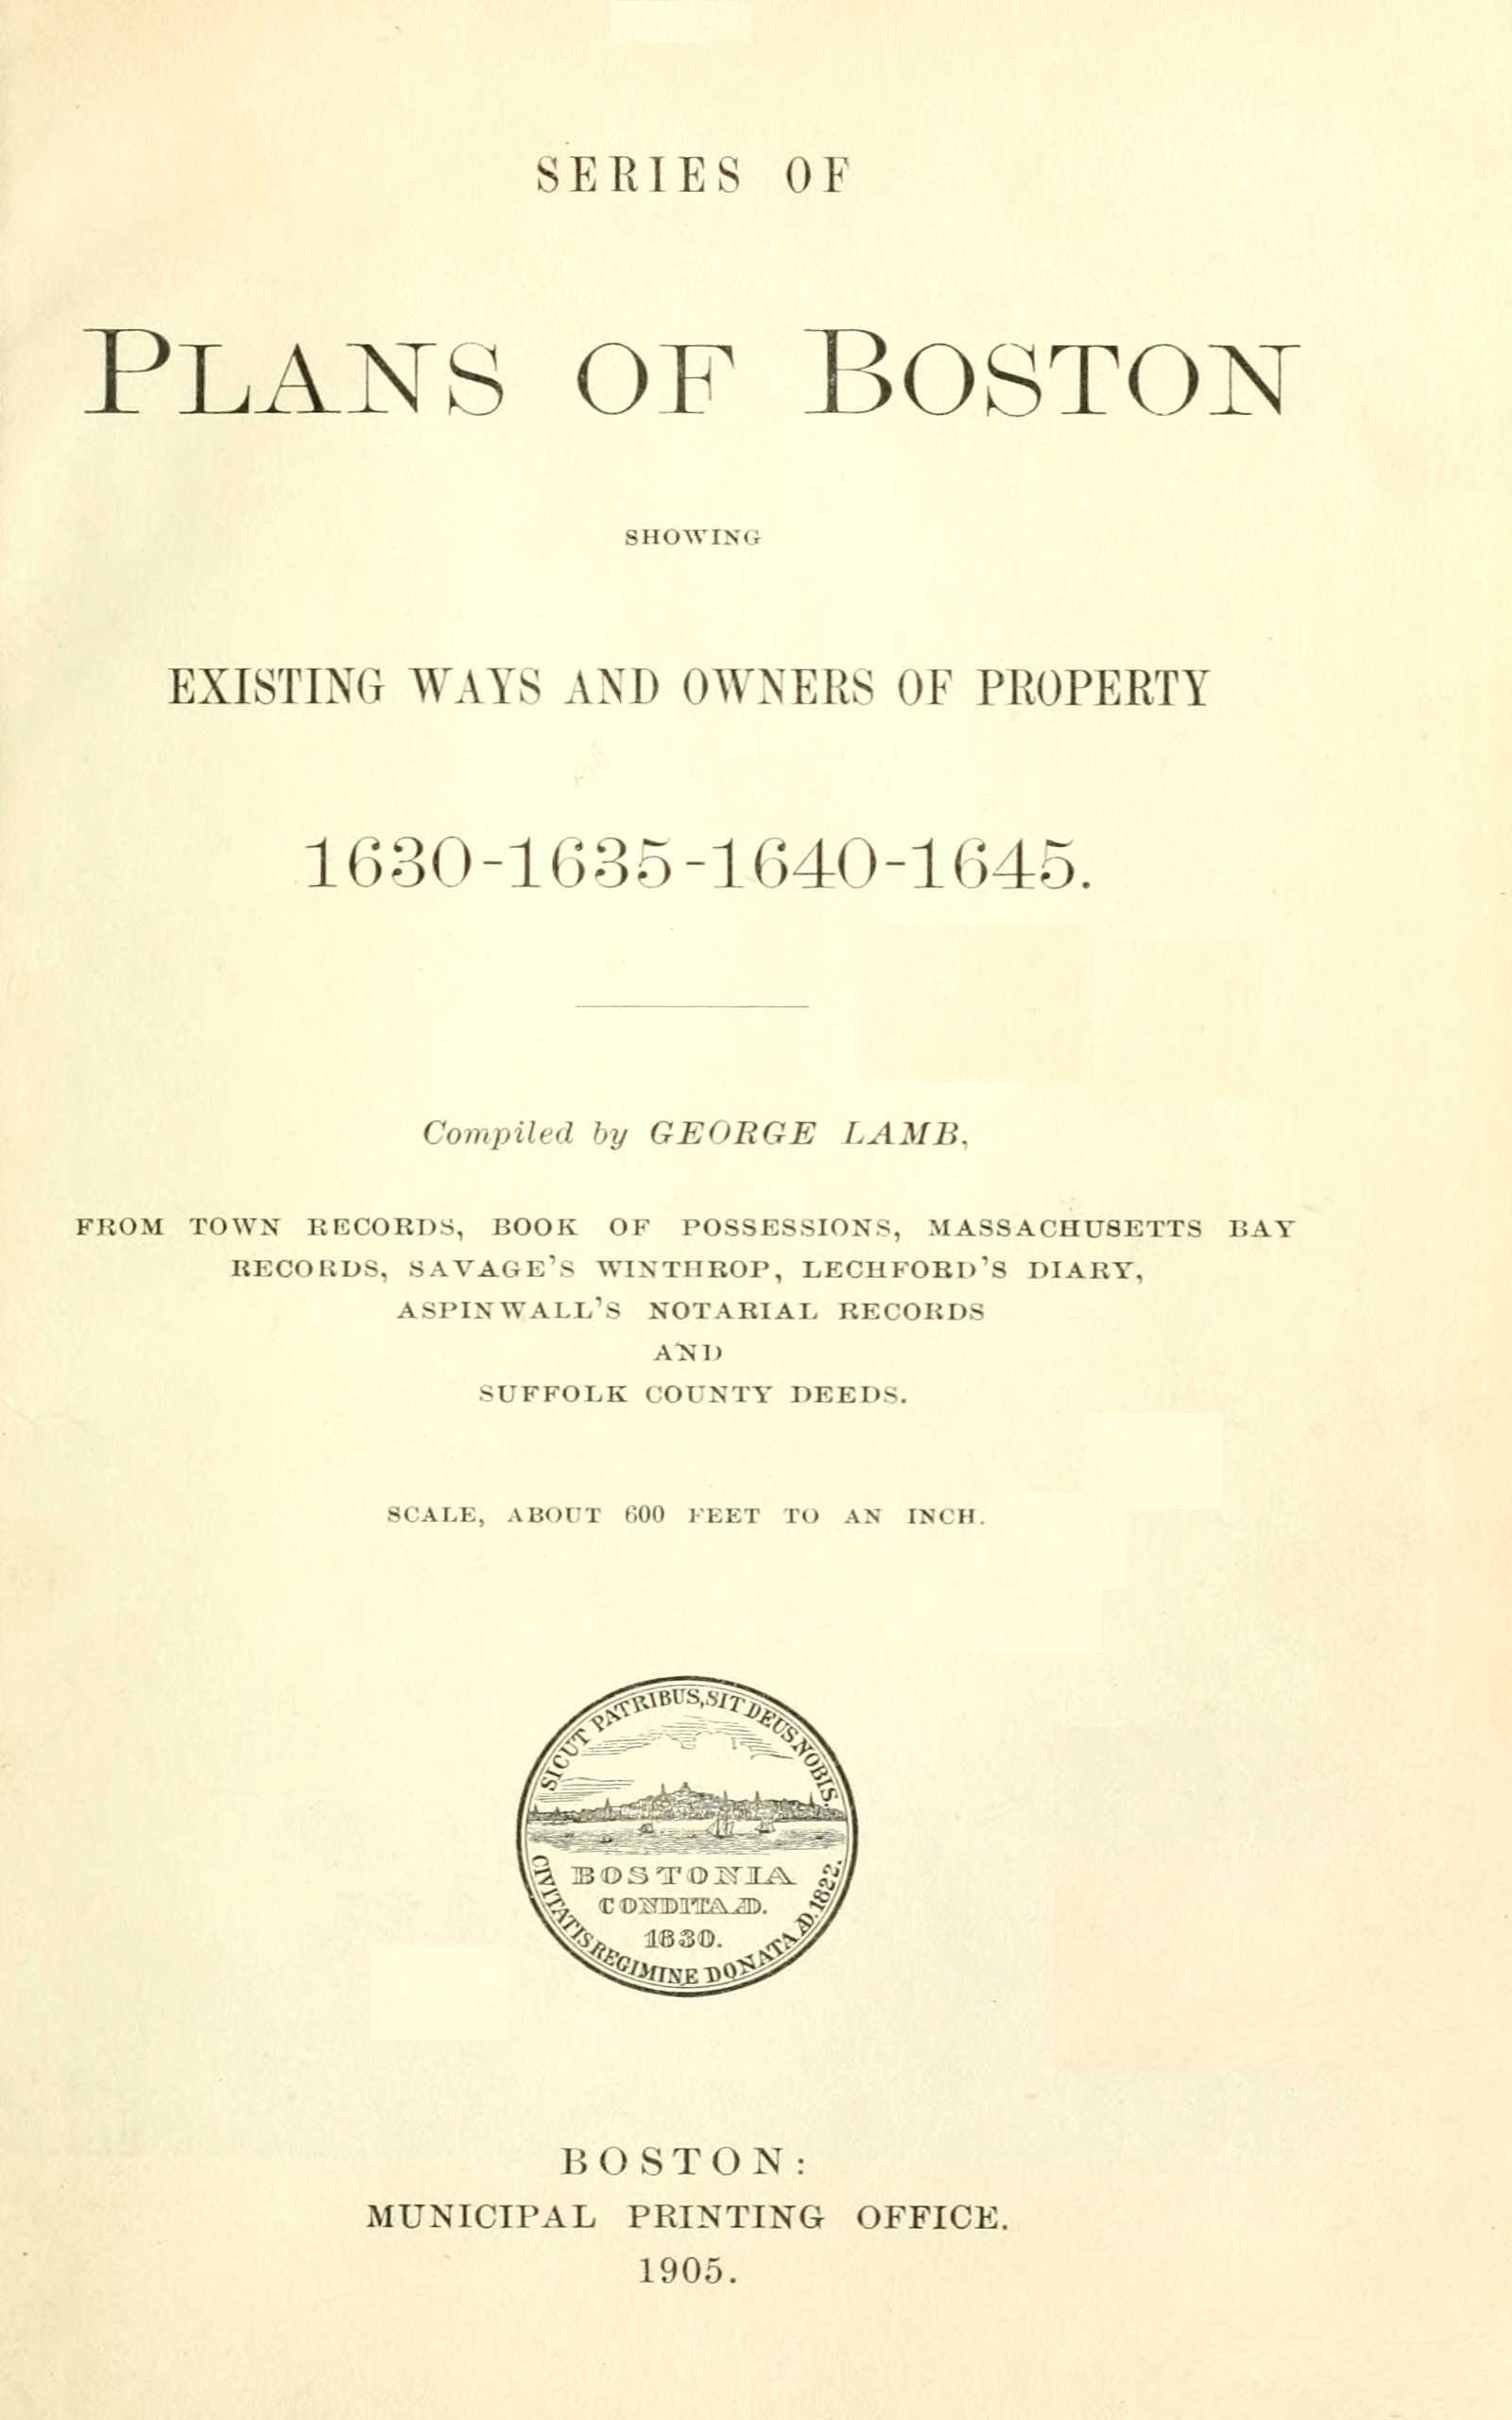 SERIES OF
PLANS OF BOSTON
SHOWING
EXISTING WAYS AND OWNERS OF PROPERTY
1630-1635-1640-1645.
Compiled by GEORGE LAMB,
FROM TOWN RECORDS, BOOK OF POSSESSIONS, MASSACHUSETTS BAY
RECORDS, SAVAGE'S WINTHROP, LECHFORD'S DIARY,
ASPINWALL'S NOTARIAL RECORDS
AND
SUFFOLK COUNTY DEEDS.
SCALE, ABOUT 600 FEET TO AN INCH.
SICUT PATRIBUS, SIT DEUS NOBIS.
BOSTONIA
CONDITA AD.
1630.
CIVITATIS REGIMINE DONATA AD. 1822.
BOSTON:
MUNICIPAL PRINTING OFFICE.
1905.